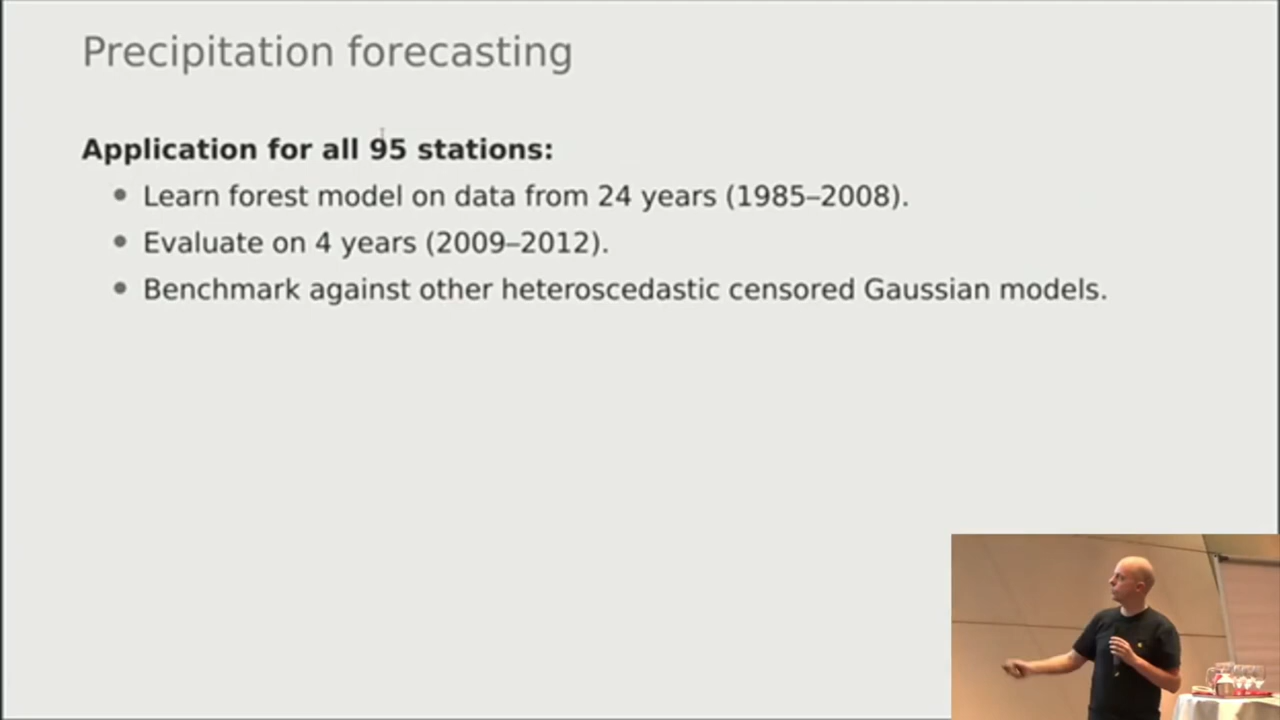 Precipitation forecasting
Application for all 95 stations:
• Learn forest model on data from 24 years (1985–2008).
• Evaluate on 4 years (2009–2012).
• Benchmark against other heteroscedastic censored Gaussian models.